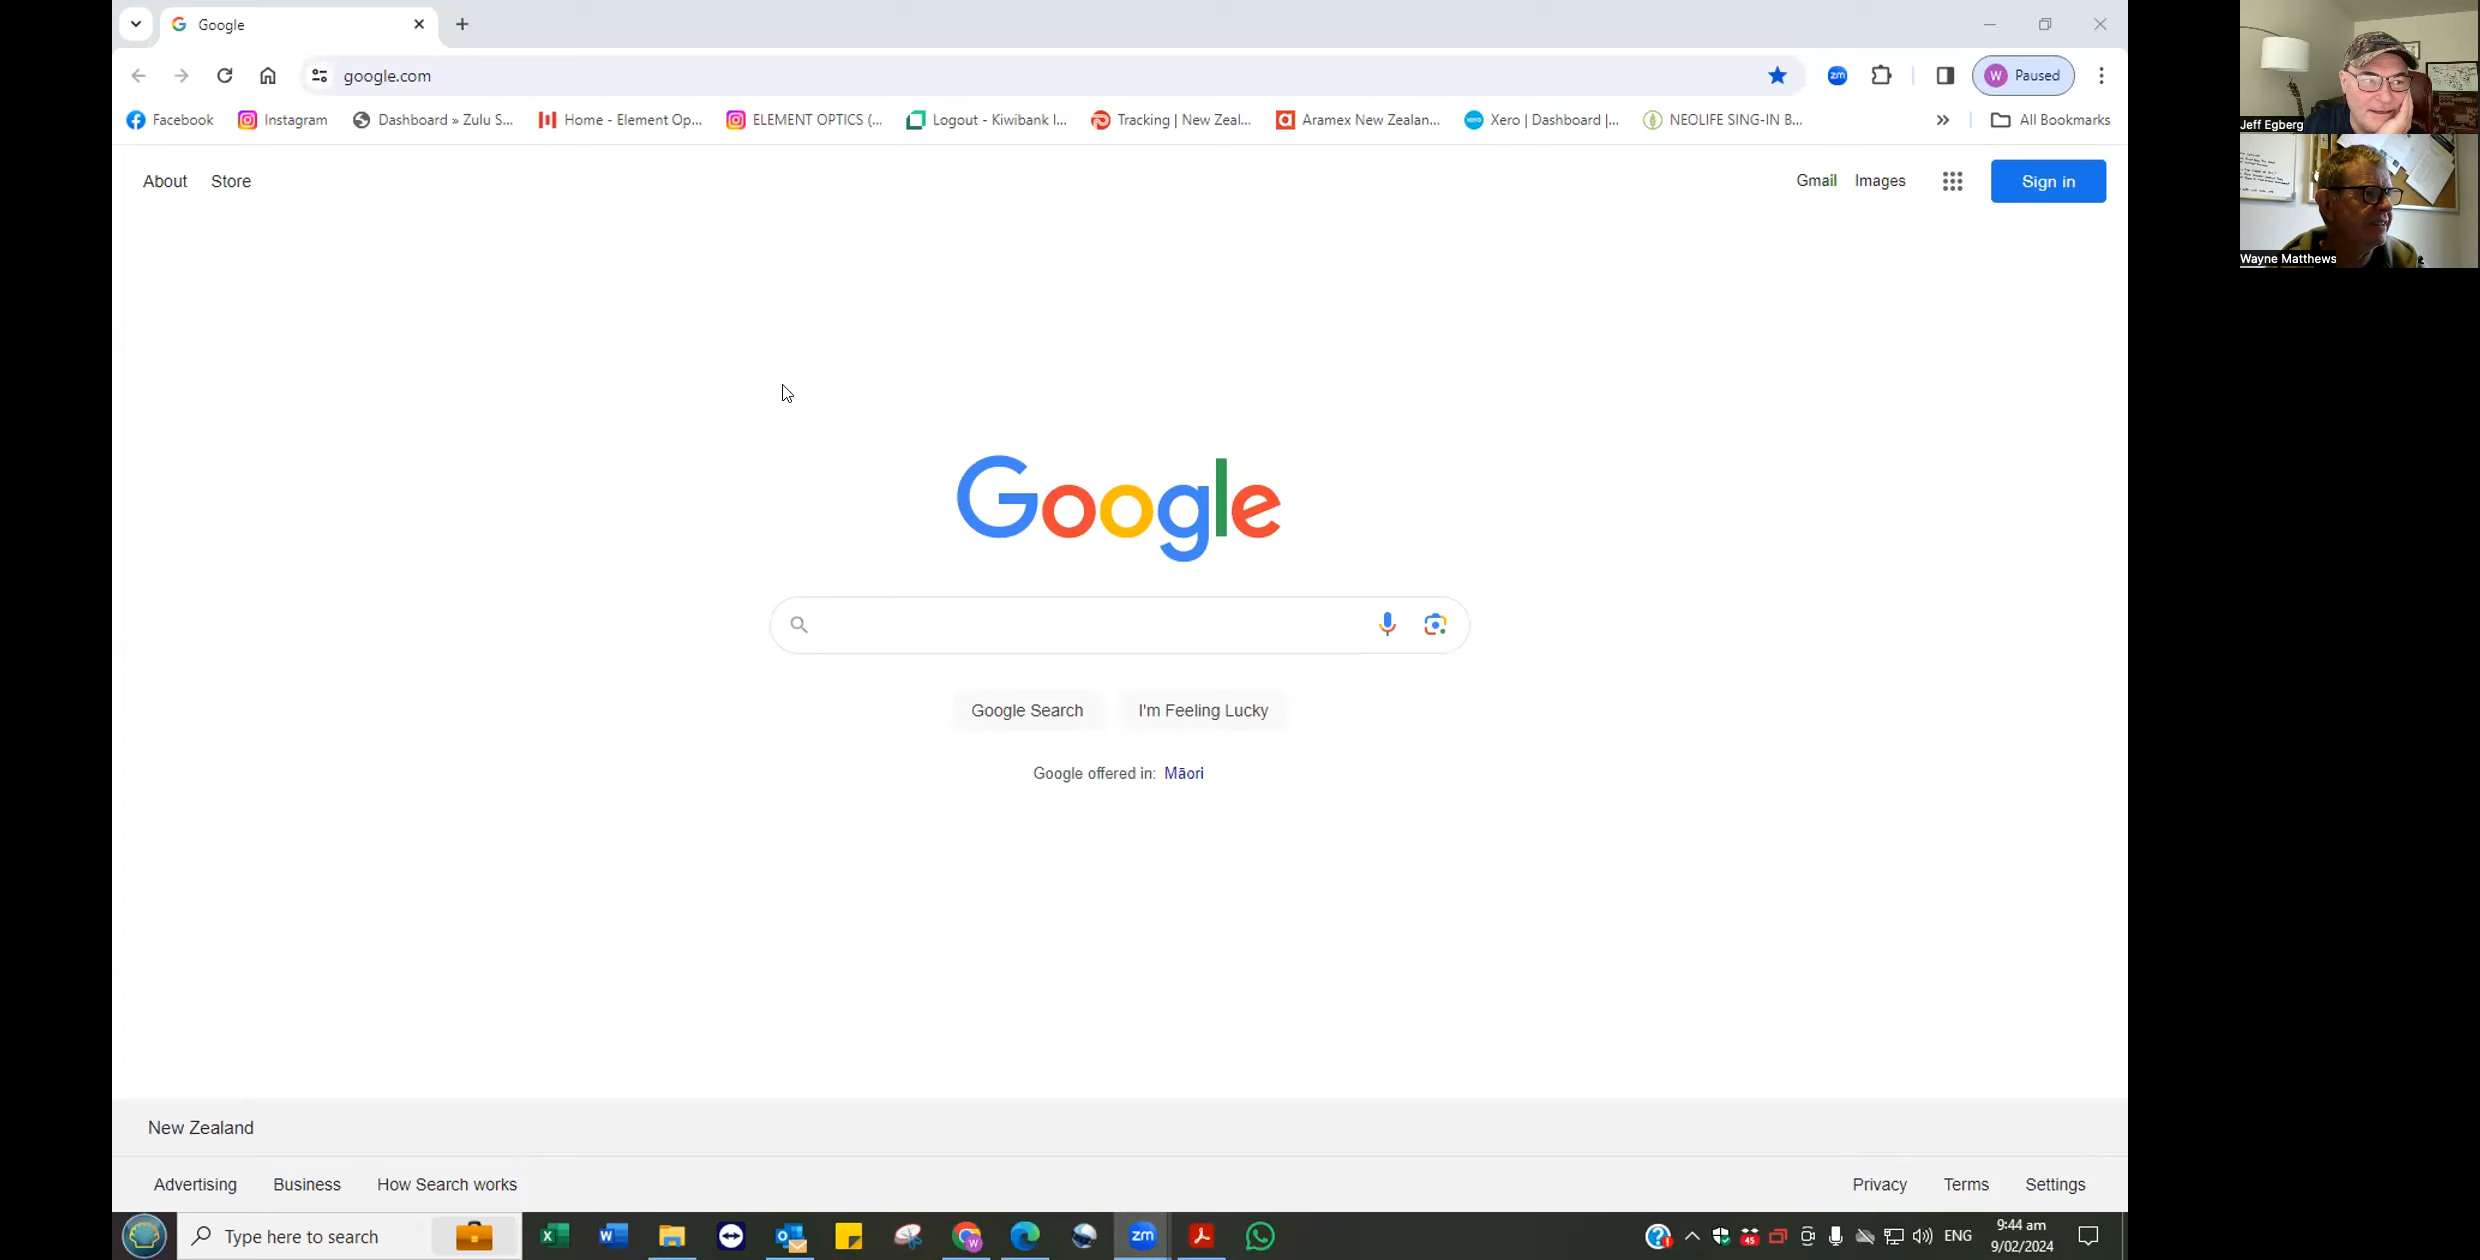 Google
google.com
W Paused
Facebook Instagram Dashboard » Zulu S... Home - Element Op... ELEMENT OPTICS (... Logout - Kiwibank I... Tracking | New Zeal... Aramex New Zealan... Xero | Dashboard |... NEOLIFE SING-IN B... » All Bookmarks
About Store Gmail Images Sign in
Google
Google Search I'm Feeling Lucky
Google offered in: Māori
New Zealand
Advertising Business How Search works Privacy Terms Settings
Type here to search
zm
45
ENG
9:44 am
9/02/2024
Jeff Egberg
Wayne Matthews